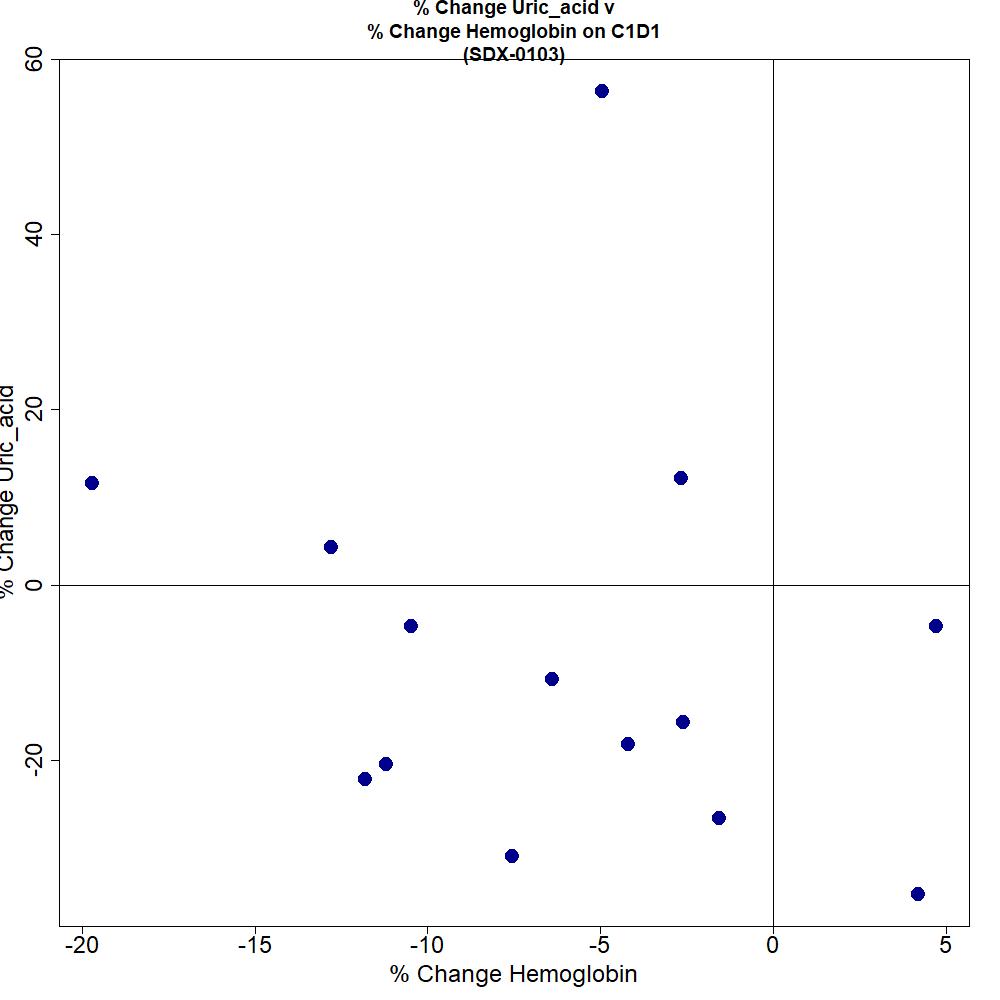 % Change Uric_acid v
% Change Hemoglobin on C1D1
(SDX-0103)
60
40
20
0
-20
% Change Uric_acid
-20
-15
-10
-5
0
5
% Change Hemoglobin